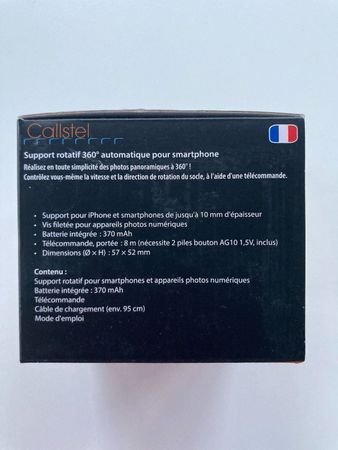 Callstel
Support rotatif 360° automatique pour smartphone
Réalisez en toute simplicité des photos panoramiques à 360° !
Contrôlez vous-même la vitesse et la direction de rotation du socle, à l'aide d'une télécommande.
• Support pour iPhone et smartphones de jusqu'à 10 mm d'épaisseur
• Vis filetée pour appareils photos numériques
• Batterie intégrée : 370 mAh
• Télécommande, portée : 8 m (nécessite 2 piles bouton AG10 1,5V, inclus)
• Dimensions (Ø × H) : 57 × 52 mm
Contenu :
Support rotatif pour smartphones et appareils photos numériques
Batterie intégrée : 370 mAh
Télécommande
Câble de chargement (env. 95 cm)
Mode d'emploi